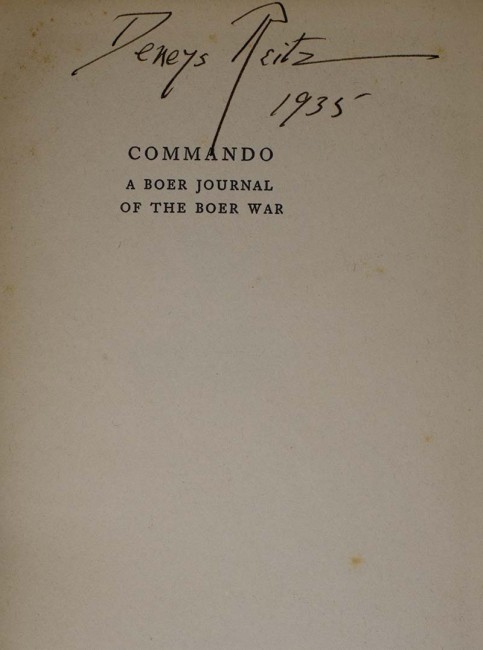 Deneys Reitz
1935
COMMANDO
A BOER JOURNAL
OF THE BOER WAR